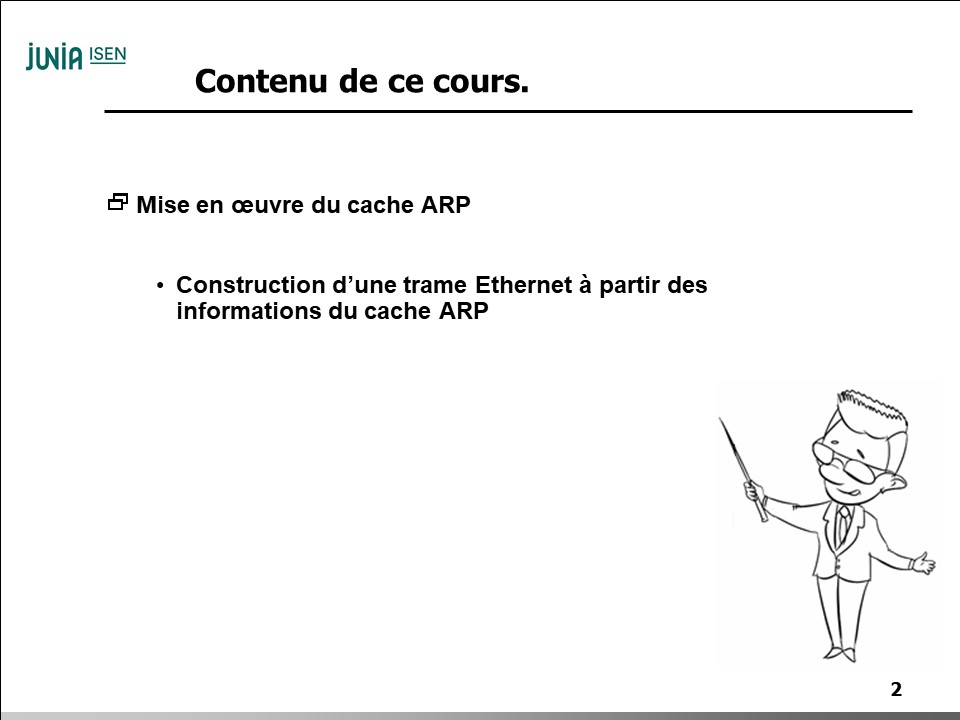 JUNIA ISEN
Contenu de ce cours.
Mise en œuvre du cache ARP
• Construction d’une trame Ethernet à partir des
informations du cache ARP
2